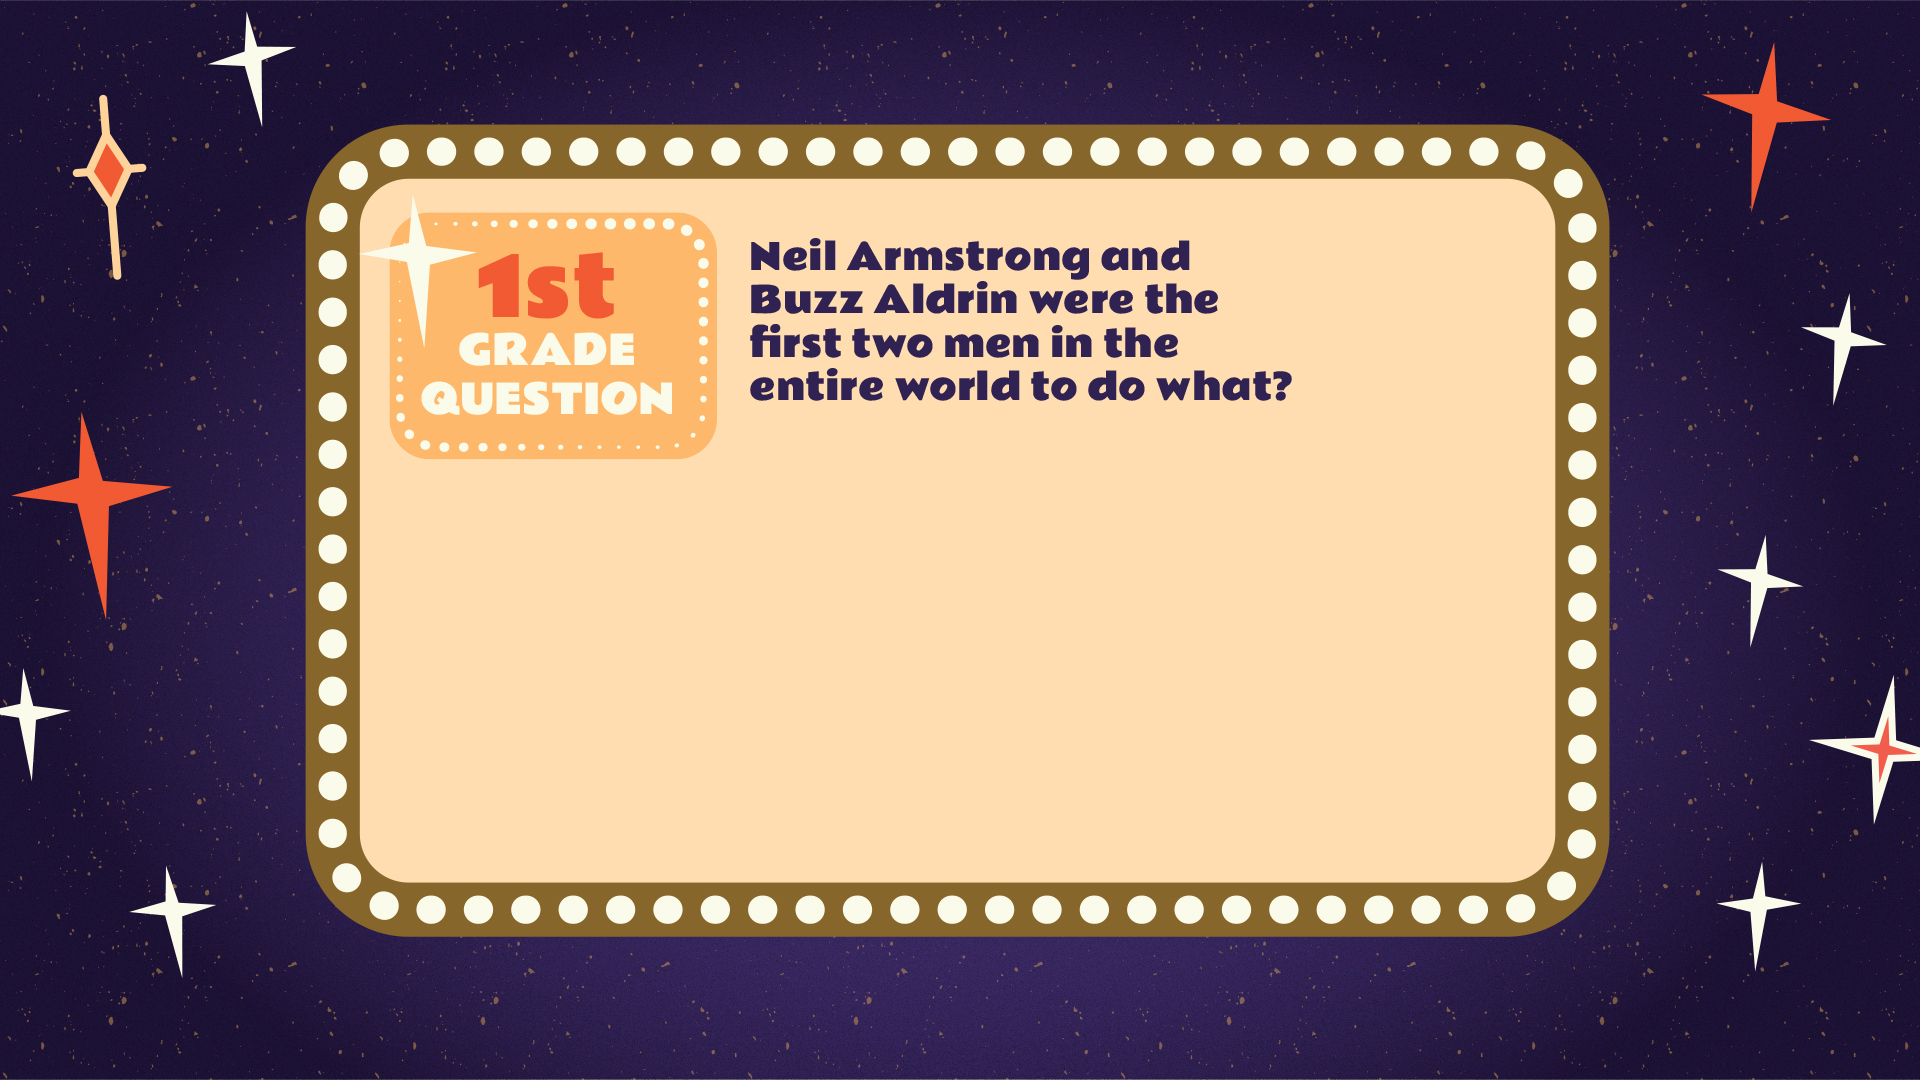 1st
GRADE
QUESTION
Neil Armstrong and
Buzz Aldrin were the
first two men in the
entire world to do what?